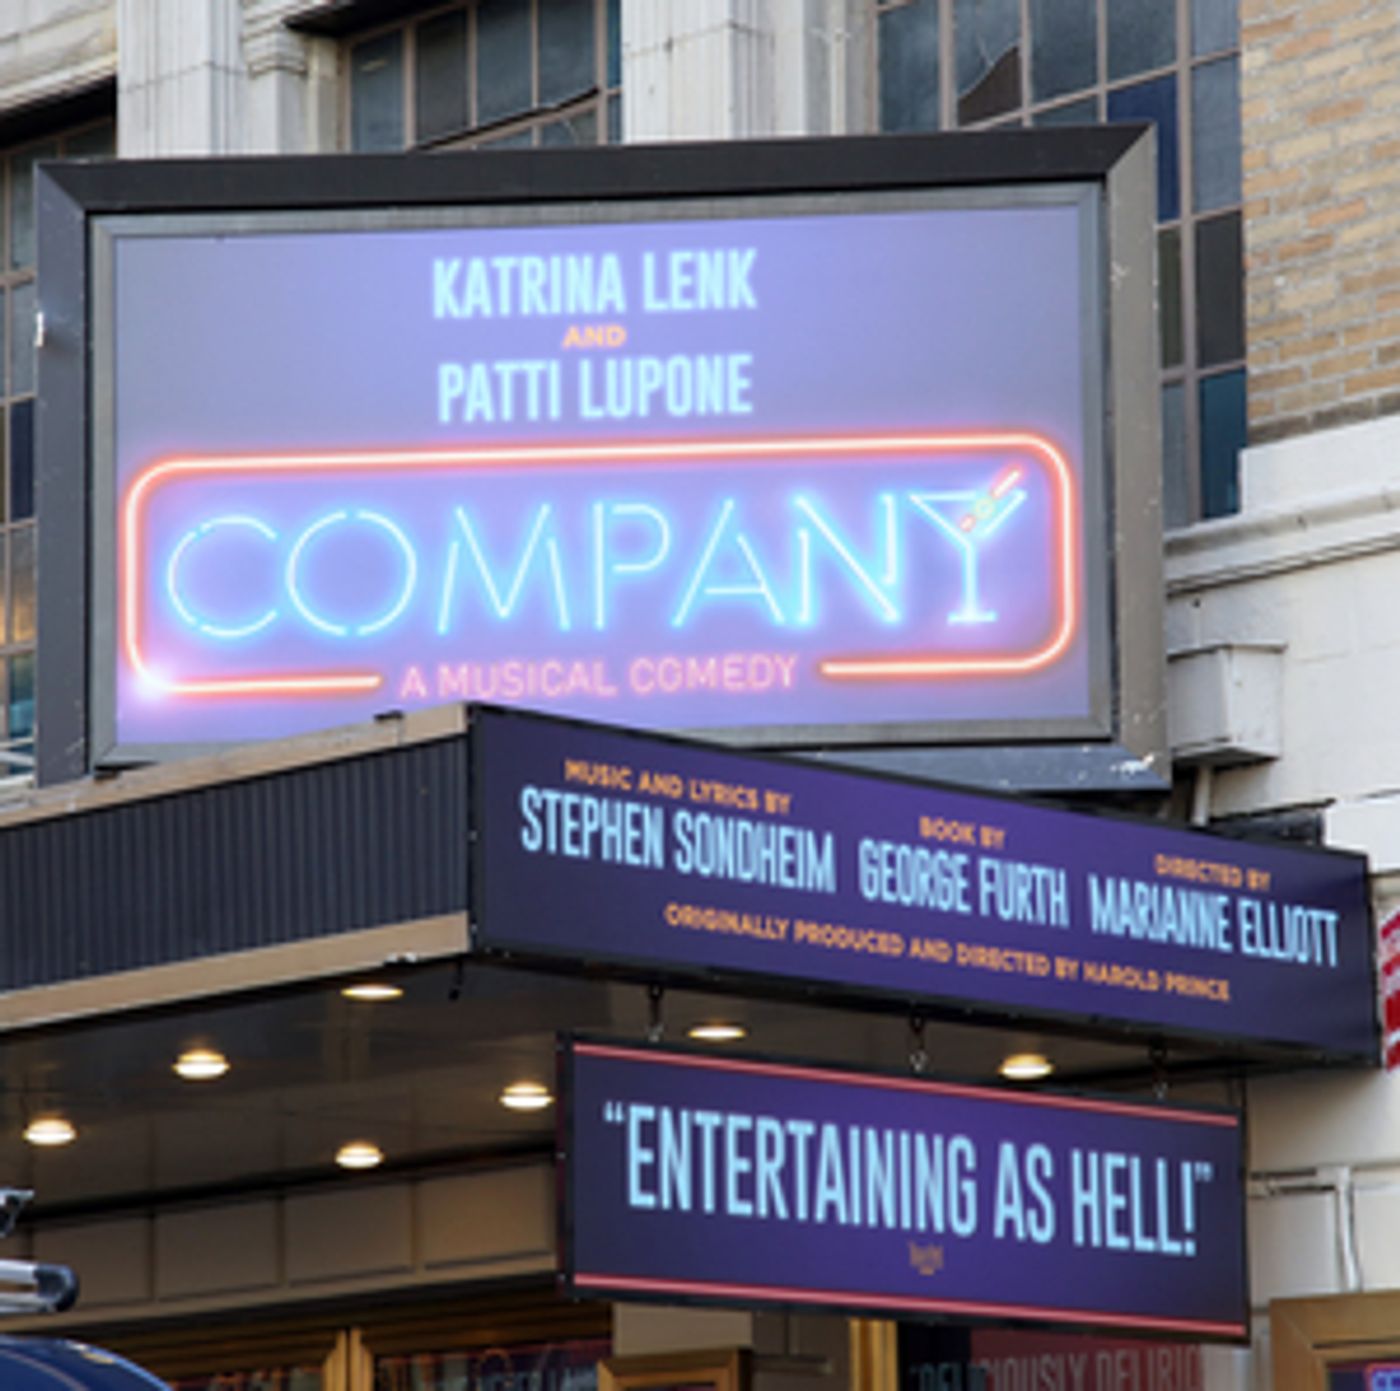 KATRINA LENK
AND
PATTI LUPONE
COMPANY
A MUSICAL COMEDY
MUSIC AND LYRICS BY
STEPHEN SONDHEIM
BOOK BY
GEORGE FURTH
DIRECTED BY
MARIANNE ELLIOTT
ORIGINALLY PRODUCED AND DIRECTED BY HAROLD PRINCE
“ENTERTAINING AS HELL!”